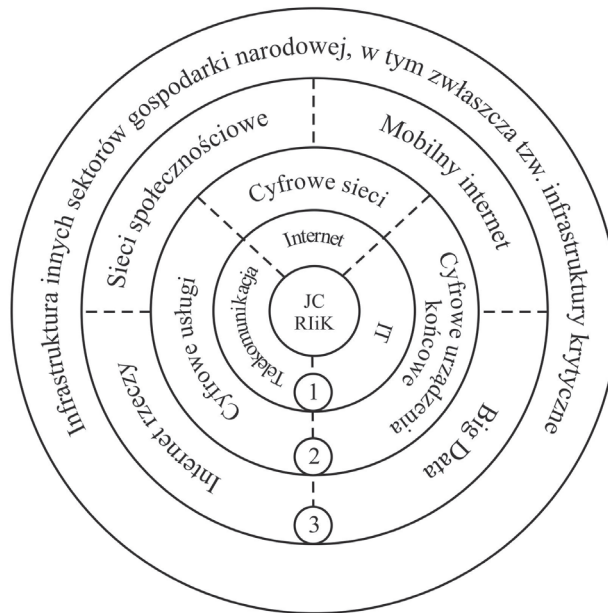 Infrastruktura innych sektorów gospodarki narodowej, w tym zwłaszcza tzw. infrastruktury krytyczne
Sieci społecznościowe
Mobilny internet
Internet rzeczy
Big Data
Cyfrowe sieci
Cyfrowe usługi
Cyfrowe urządzenia
końcowe
Internet
Telekomunikacja
IT
JC
RIiK
1
2
3